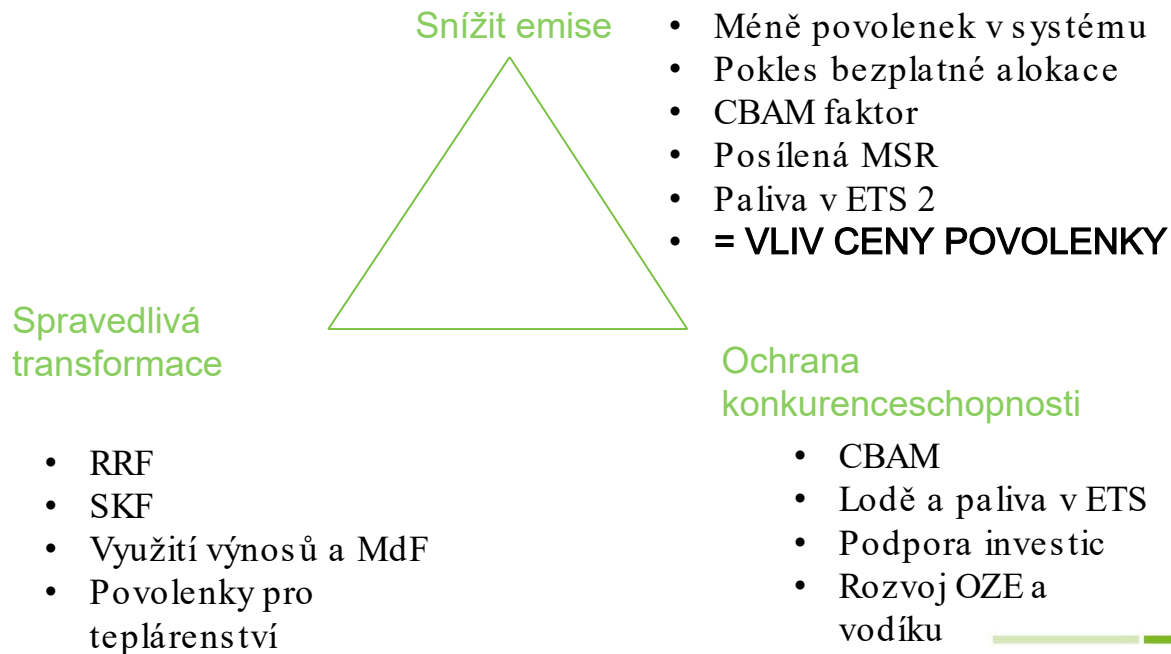 Snížit emise
• Méně povolenek v systému
• Pokles bezplatné alokace
• CBAM faktor
• Posílená MSR
• Paliva v ETS 2
• = VLIV CENY POVOLENKY
Spravedlivá
transformace
• RRF
• SKF
• Využití výnosů a MdF
• Povolenky pro
teplárenství
Ochrana
konkurenceschopnosti
• CBAM
• Lodě a paliva v ETS
• Podpora investic
• Rozvoj OZE a
vodíku